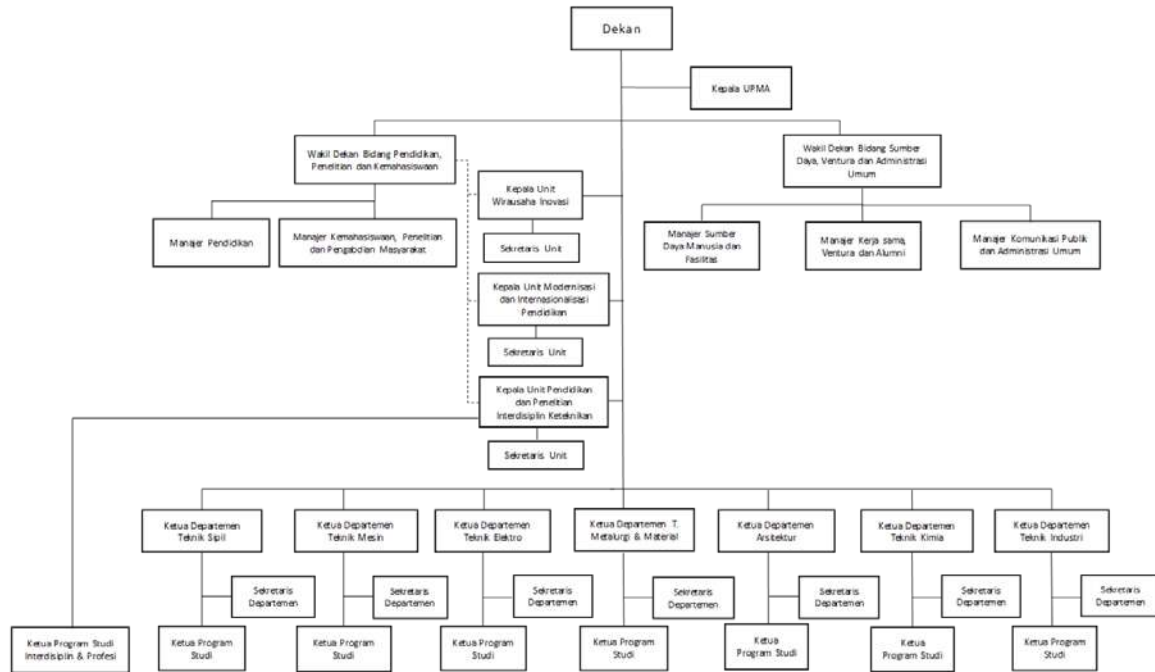 Dekan
Kepala UPMA
Wakil Dekan Bidang Pendidikan,
Penelitian dan Kemahasiswaan
Wakil Dekan Bidang Sumber
Daya, Ventura dan Administrasi
Umum
Kepala Unit
Wirausaha Inovasi
Manajer Pendidikan
Manajer Kemahasiswaan, Penelitian
dan Pengabdian Masyarakat
Sekretaris Unit
Manajer Sumber
Daya Manusia dan
Fasilitas
Manajer Kerja sama,
Ventura dan Alumni
Manajer Komunikasi Publik
dan Administrasi Umum
Kepala Unit Modernisasi
dan Internasionalisasi
Pendidikan
Sekretaris Unit
Kepala Unit Pendidikan
dan Penelitian
Interdisiplin Keteknikan
Sekretaris Unit
Ketua Departemen
Teknik Sipil
Ketua Departemen
Teknik Mesin
Ketua Departemen
Teknik Elektro
Ketua Departemen T.
Metalurgi & Material
Ketua Departemen
Arsitektur
Ketua Departemen
Teknik Kimia
Ketua Departemen
Teknik Industri
Sekretaris
Departemen
Sekretaris
Departemen
Sekretaris
Departemen
Sekretaris
Departemen
Sekretaris
Departemen
Sekretaris
Departemen
Sekretaris
Departemen
Ketua Program Studi
Interdisiplin & Profesi
Ketua Program
Studi
Ketua Program
Studi
Ketua Program
Studi
Ketua Program
Studi
Ketua
Program Studi
Ketua
Program Studi
Ketua Program
Studi